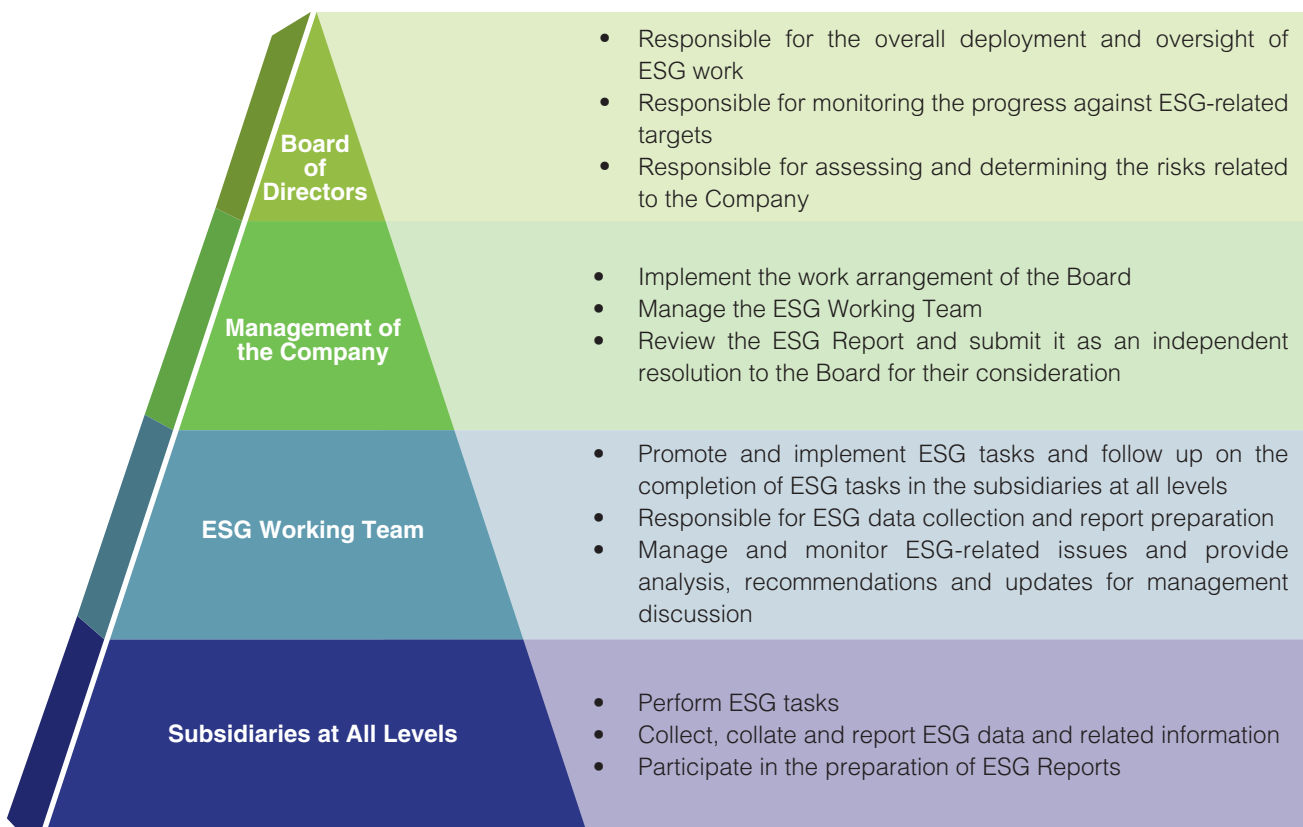 Board
of
Directors
• Responsible for the overall deployment and oversight of
ESG work
• Responsible for monitoring the progress against ESG-related
targets
• Responsible for assessing and determining the risks related
to the Company
Management of
the Company
• Implement the work arrangement of the Board
• Manage the ESG Working Team
• Review the ESG Report and submit it as an independent
resolution to the Board for their consideration
ESG Working Team
• Promote and implement ESG tasks and follow up on the
completion of ESG tasks in the subsidiaries at all levels
• Responsible for ESG data collection and report preparation
• Manage and monitor ESG-related issues and provide
analysis, recommendations and updates for management
discussion
Subsidiaries at All Levels
• Perform ESG tasks
• Collect, collate and report ESG data and related information
• Participate in the preparation of ESG Reports